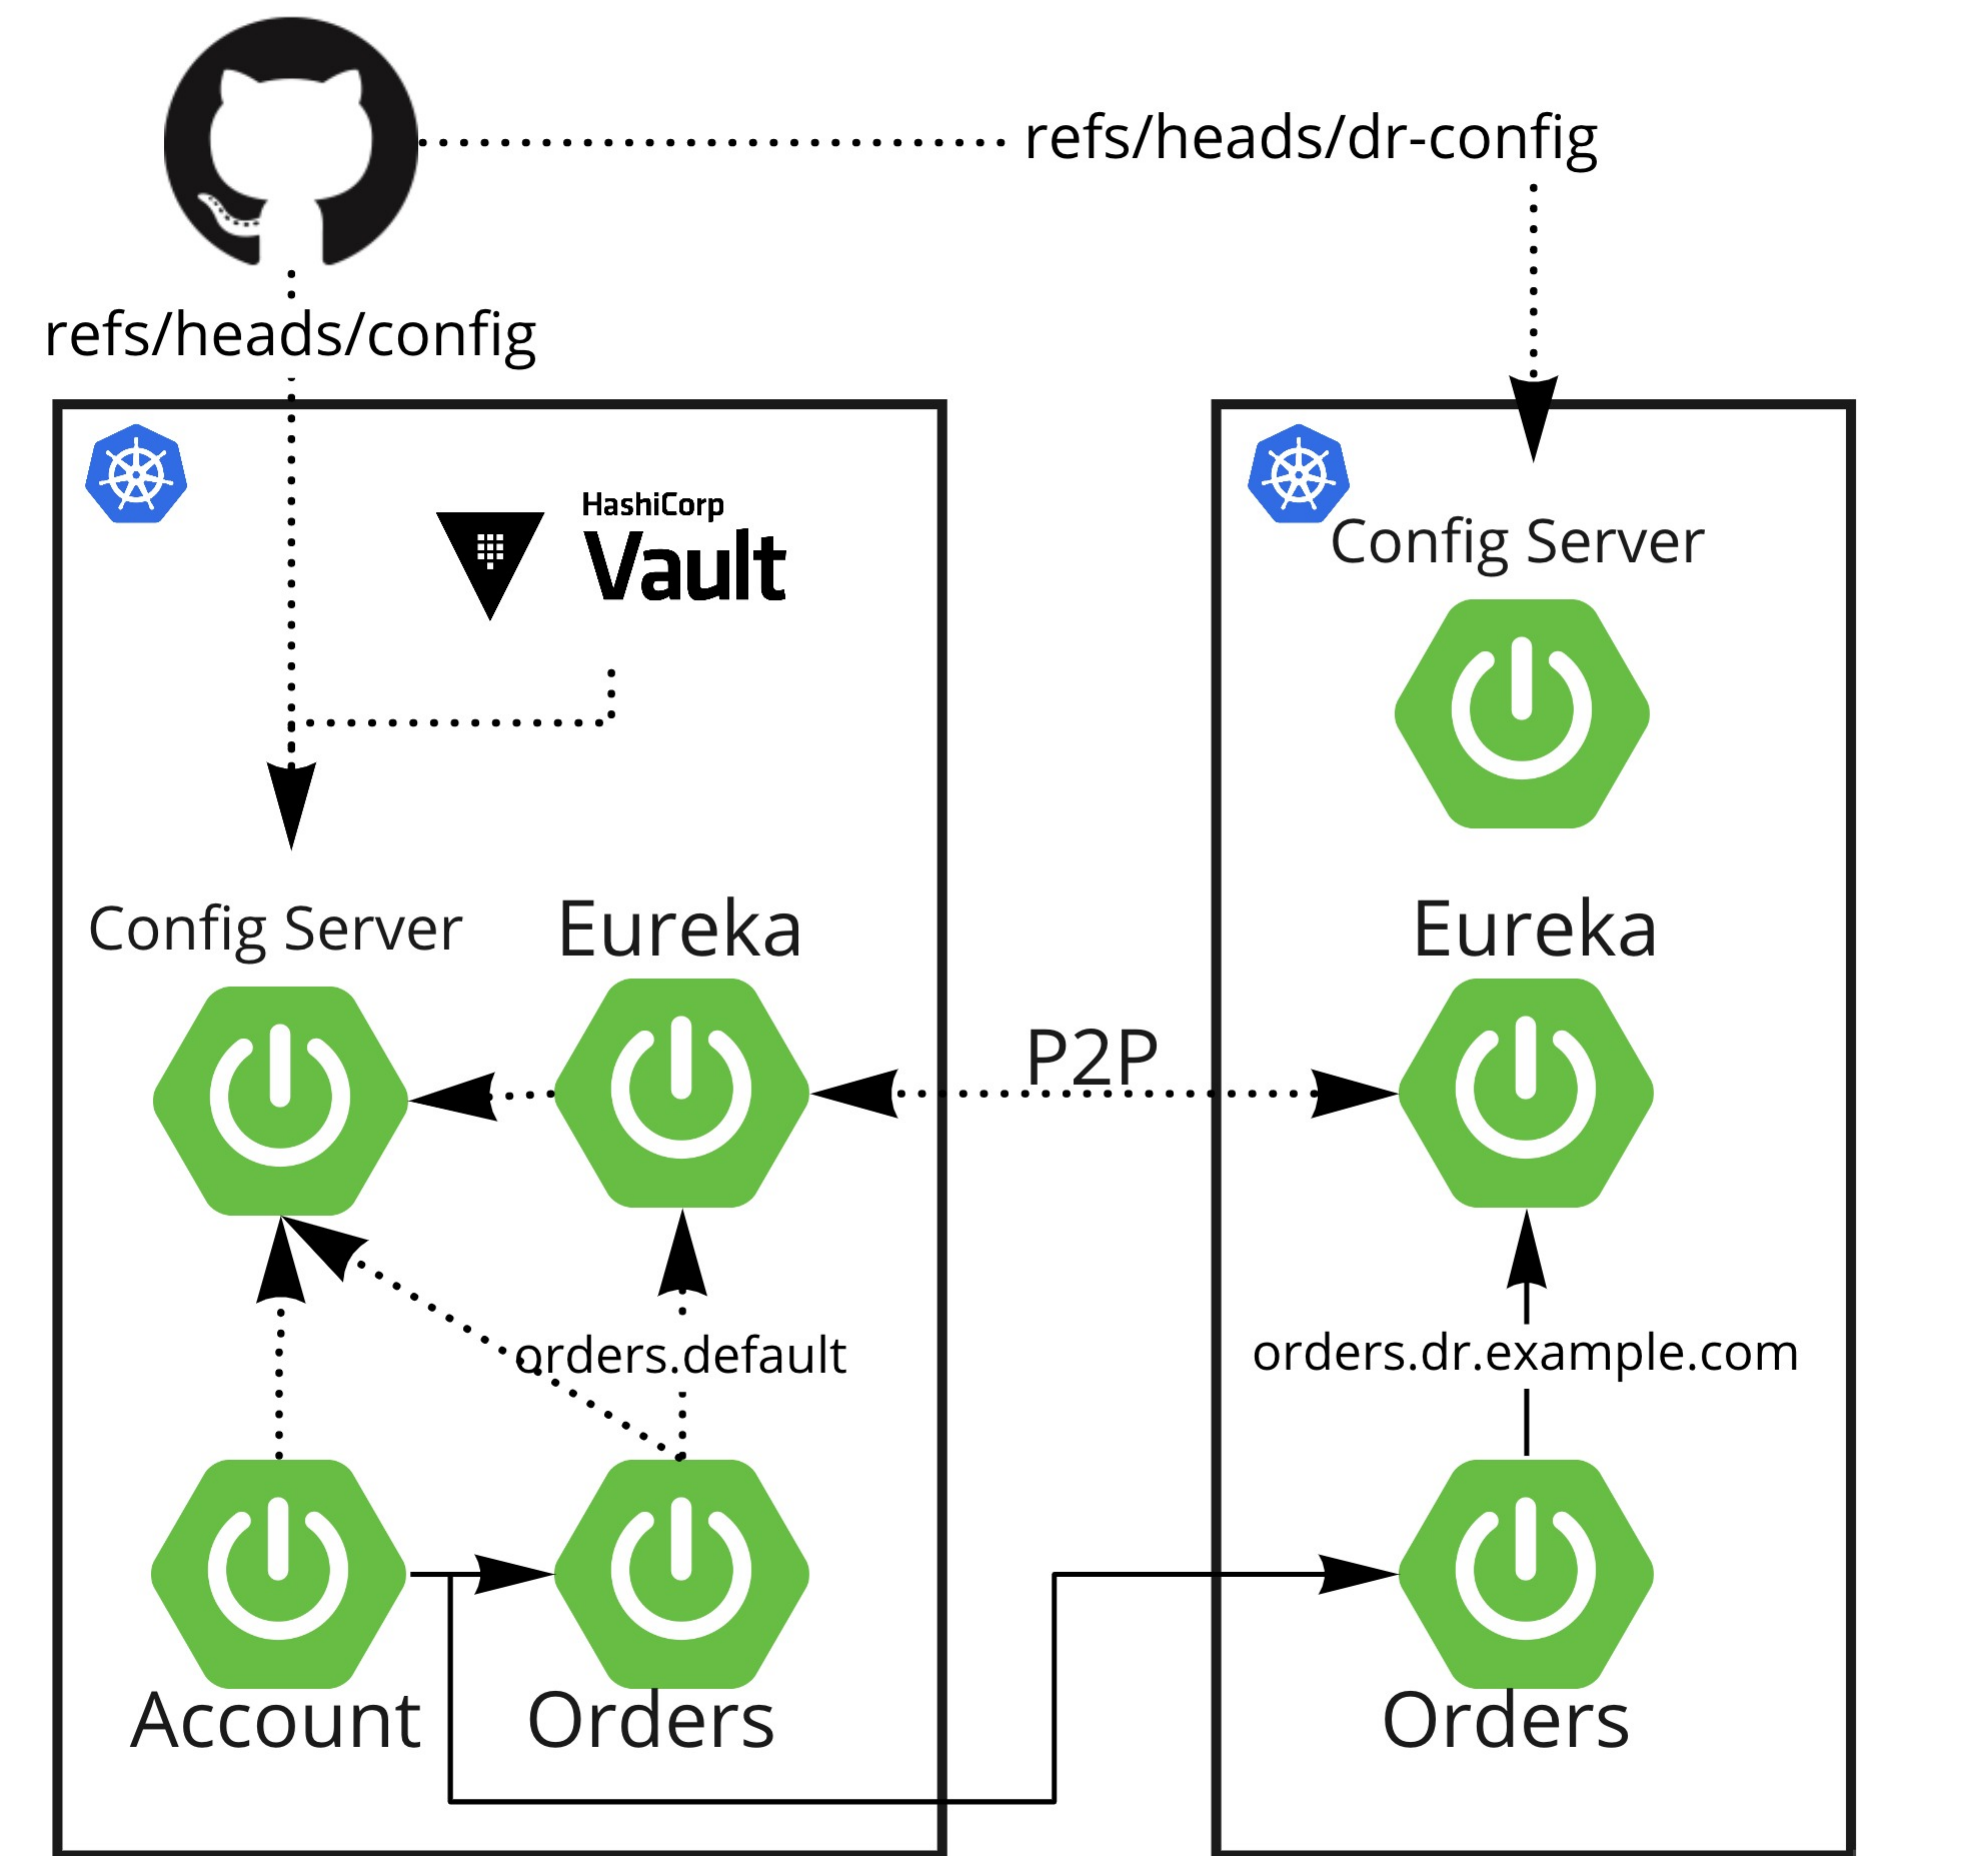 refs/heads/dr-config
refs/heads/config
HashiCorp
Vault
Config Server
Config Server
Eureka
Eureka
P2P
orders.default
orders.dr.example.com
Account
Orders
Orders